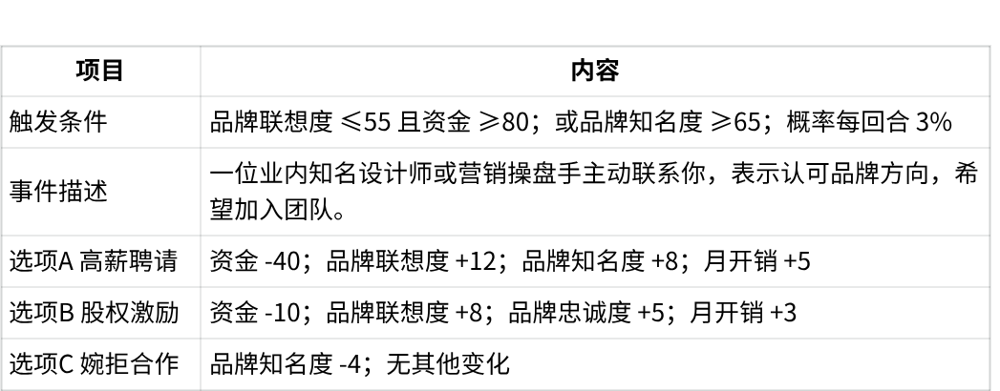 项目 内容
触发条件 品牌联想度 ≤55 且资金 ≥80；或品牌知名度 ≥65；概率每回合 3%
事件描述 一位业内知名设计师或营销操盘手主动联系你，表示认可品牌方向，希
望加入团队。
选项A 高薪聘请 资金 -40；品牌联想度 +12；品牌知名度 +8；月开销 +5
选项B 股权激励 资金 -10；品牌联想度 +8；品牌忠诚度 +5；月开销 +3
选项C 婉拒合作 品牌知名度 -4；无其他变化